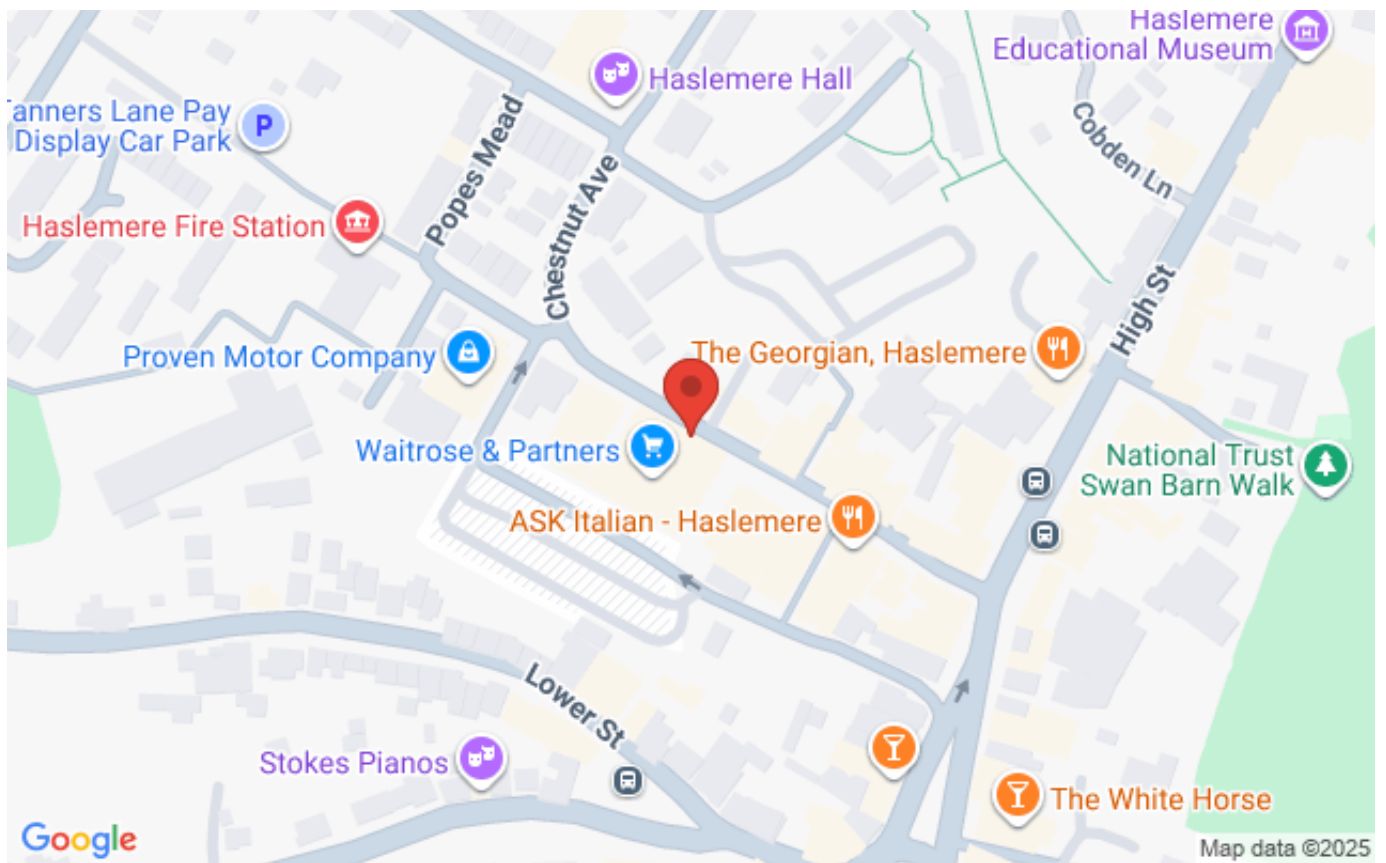 Haslemere
Educational Museum
Haslemere Hall
Tanners Lane Pay
Display Car Park
P
Popes Mead
Cobden Ln
Chestnut Ave
Haslemere Fire Station
High St
The Georgian, Haslemere
Proven Motor Company
Waitrose & Partners
National Trust
Swan Barn Walk
ASK Italian - Haslemere
Lower St
Stokes Pianos
The White Horse
Google
Map data ©2025